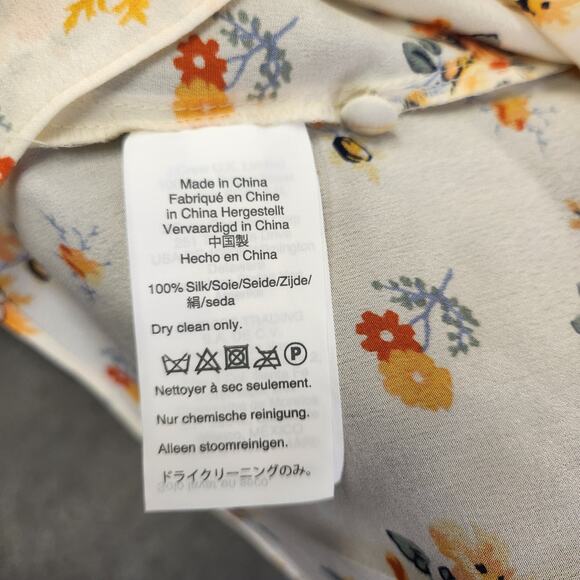 Made in China
Fabriqué en Chine
in China Hergestellt
Vervaardigd in China
中国製
Hecho en China
100% Silk/Soie/Seide/Zijde/
絹/seda
Dry clean only.
P
Nettoyer à sec seulement.
Nur chemische reinigung.
Alleen stoomreinigen.
ドライクリーニングのみ。